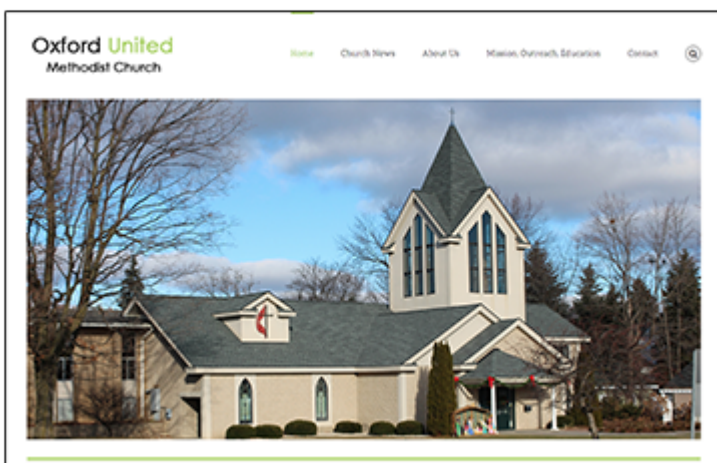 Oxford United
Methodist Church
Home Church News About Us Mission, Outreach, Education Contact